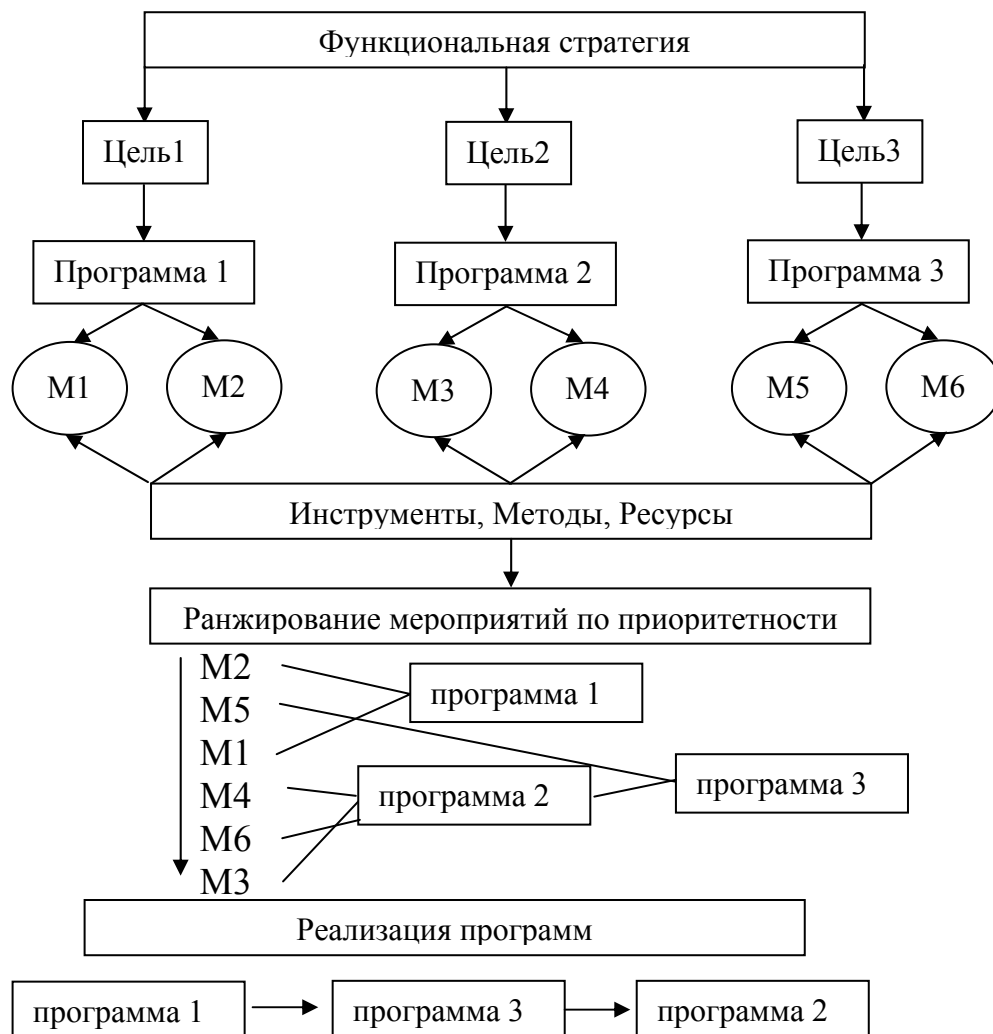 Функциональная стратегия
Цель1 Цель2 Цель3
Программа 1 Программа 2 Программа 3
М1 М2 М3 М4 М5 М6
Инструменты, Методы, Ресурсы
Ранжирование мероприятий по приоритетности
М2
программа 1
М5
М1
программа 3
М4
программа 2
М6
М3
Реализация программ
программа 1 программа 3 программа 2